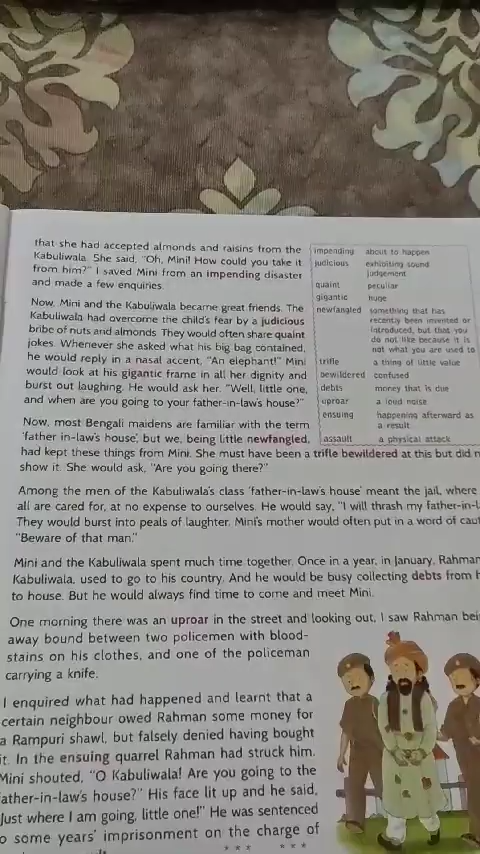 that she had accepted almonds and raisins from the
Kabuliwala. She said, "Oh, Mini! How could you take it
from him?" I saved Mini from an impending disaster
and made a few enquiries.
Now, Mini and the Kabuliwala became great friends. The
Kabuliwala had overcome the child's fear by a judicious
bribe of nuts and almonds. They would often share quaint
jokes. Whenever she asked what his big bag contained,
he would reply in a nasal accent, "An elephant!" Mini
would look at his gigantic frame in all her dignity and
burst out laughing. He would ask her. "Well, little one,
and when are you going to your father-in-law's house?"
Now, most Bengali maidens are familiar with the term
'father in-law's house', but we, being little newfangled,
had kept these things from Mini. She must have been a trifle bewildered at this but did n
show it. She would ask, "Are you going there?"
impending about to happen
judicious exhibiting sound
judgement
quaint peculiar
gigantic huge
newfangled something that has
recently been invented or
introduced, but that you
do not like because it is
not what you are used to
trifle a thing of little value
bewildered confused
debts money that is due
uproar a loud noise
ensuing happening afterward as
a result
assault a physical attack
Among the men of the Kabuliwala's class 'father-in-law's house' meant the jail, where
all are cared for, at no expense to ourselves. He would say, "I will thrash my father-in-l
They would burst into peals of laughter. Mini's mother would often put in a word of cau
"Beware of that man."
Mini and the Kabuliwala spent much time together. Once in a year, in January, Rahman
Kabuliwala, used to go to his country. And he would be busy collecting debts from h
to house. But he would always find time to come and meet Mini.
One morning there was an uproar in the street and looking out, I saw Rahman bei
away bound between two policemen with blood-
stains on his clothes, and one of the policeman
carrying a knife.
I enquired what had happened and learnt that a
certain neighbour owed Rahman some money for
a Rampuri shawl, but falsely denied having bought
it. In the ensuing quarrel Rahman had struck him.
Mini shouted, "O Kabuliwala! Are you going to the
father-in-law's house?" His face lit up and he said,
Just where I am going, little one!" He was sentenced
o some years' imprisonment on the charge of
* * * * * *